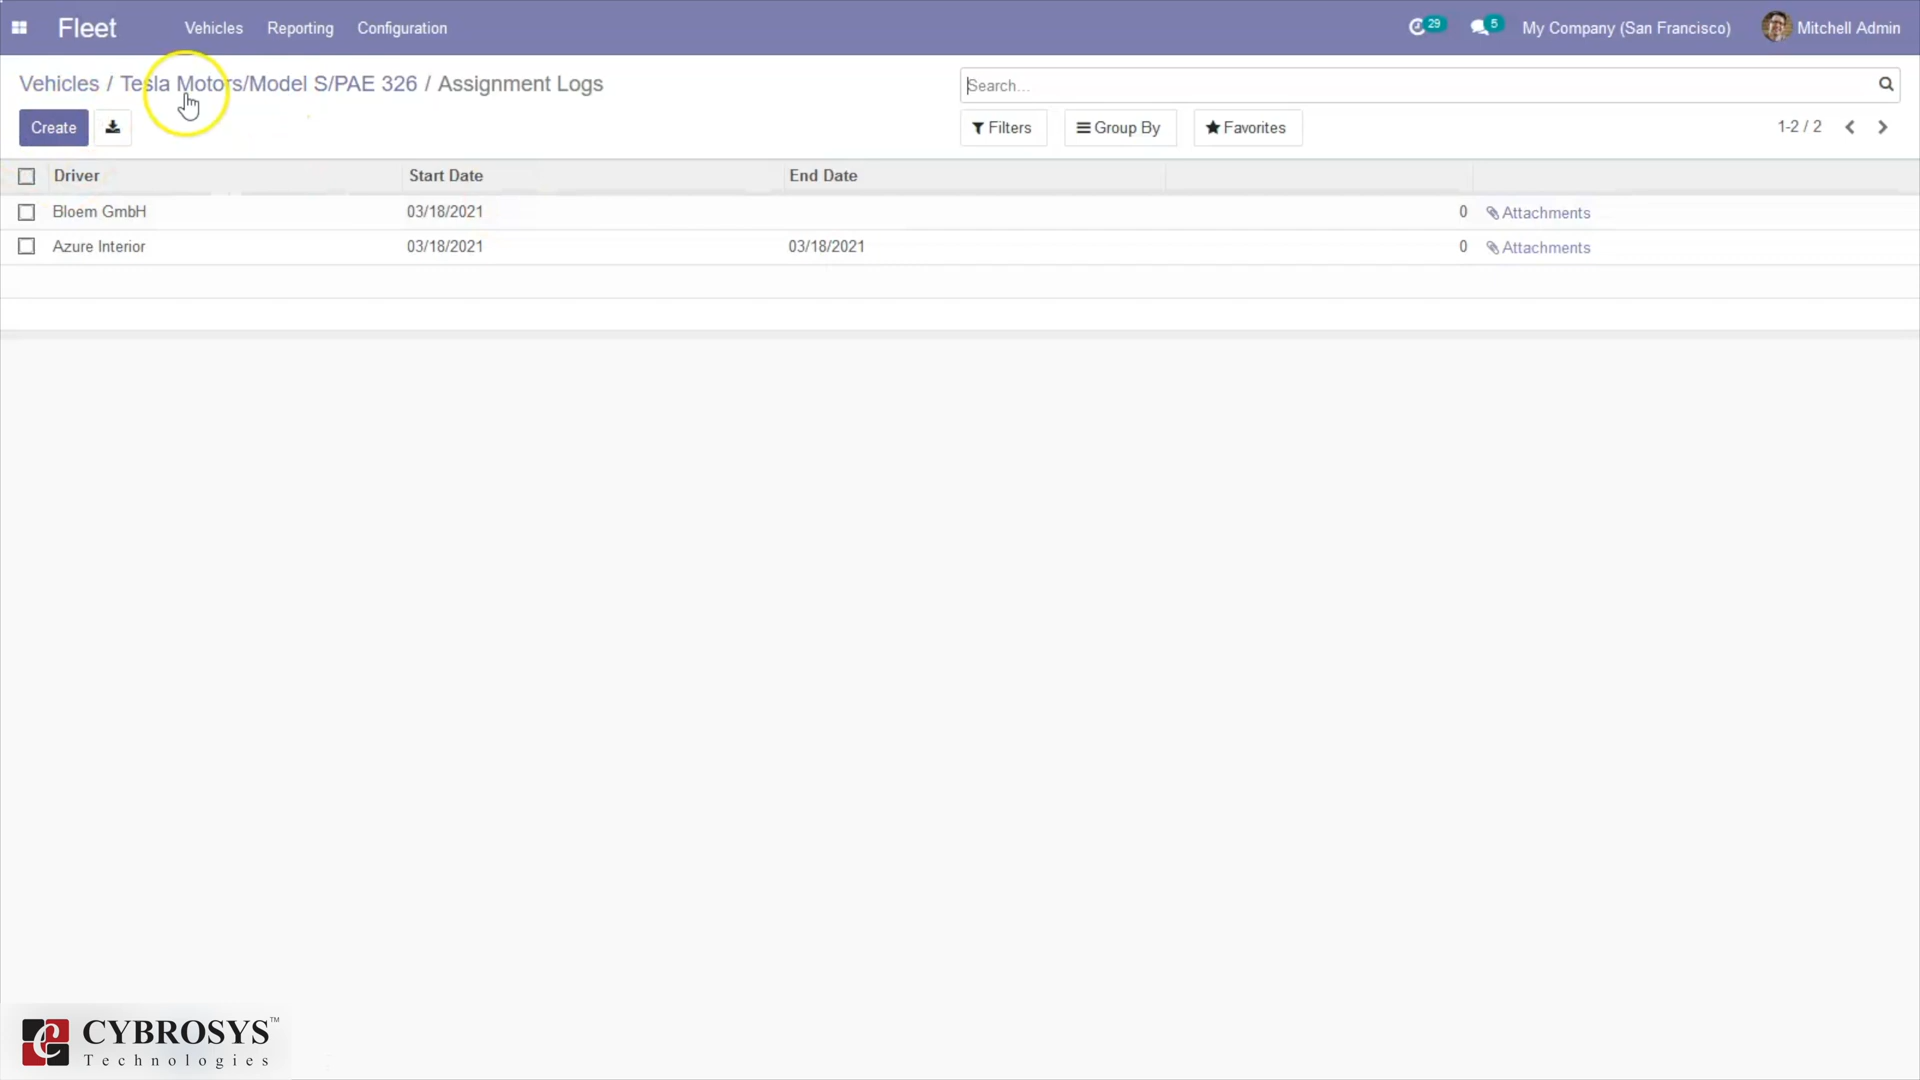 Fleet Vehicles Reporting Configuration 29 5 My Company (San Francisco) Mitchell Admin
Vehicles / Tesla Motors/Model S/PAE 326 / Assignment Logs
Search...
Create Filters Group By Favorites 1-2 / 2
Driver Start Date End Date
Bloem GmbH 03/18/2021 0 Attachments
Azure Interior 03/18/2021 03/18/2021 0 Attachments
CYBROSYS™
Technologies